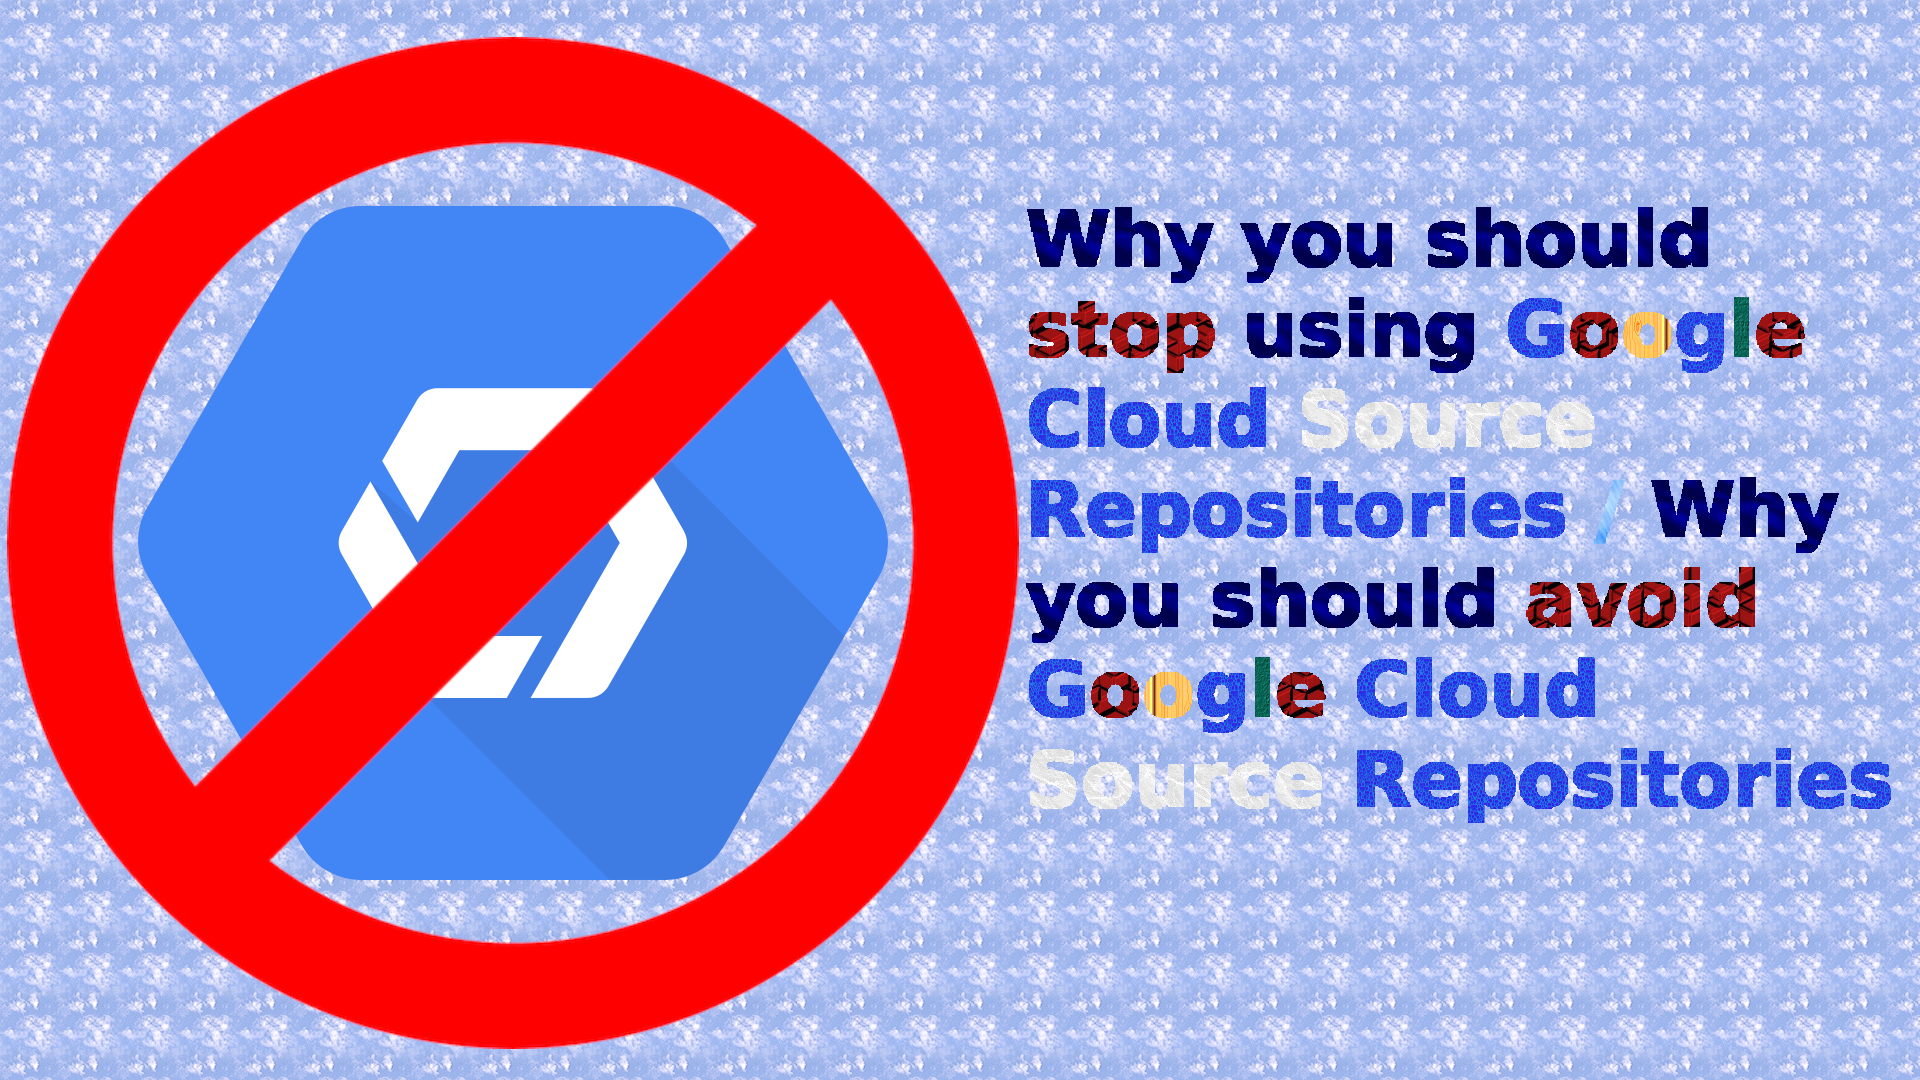 Why you should
stop using Google
Cloud Source
Repositories / Why
you should avoid
Google Cloud
Source Repositories